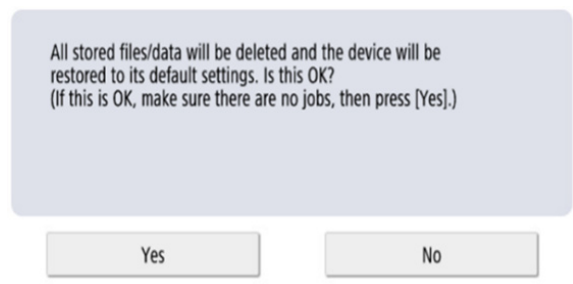 All stored files/data will be deleted and the device will be
restored to its default settings. Is this OK?
(If this is OK, make sure there are no jobs, then press [Yes].)
Yes
No